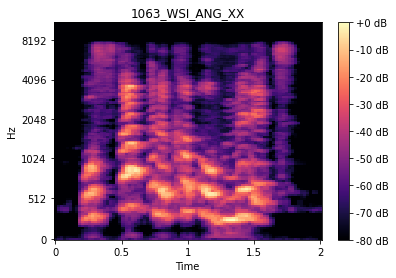 1063_WSI_ANG_XX
8192
4096
2048
1024
512
0
Hz
0
0.5
1
1.5
2
Time
+0 dB
-10 dB
-20 dB
-30 dB
-40 dB
-50 dB
-60 dB
-70 dB
-80 dB